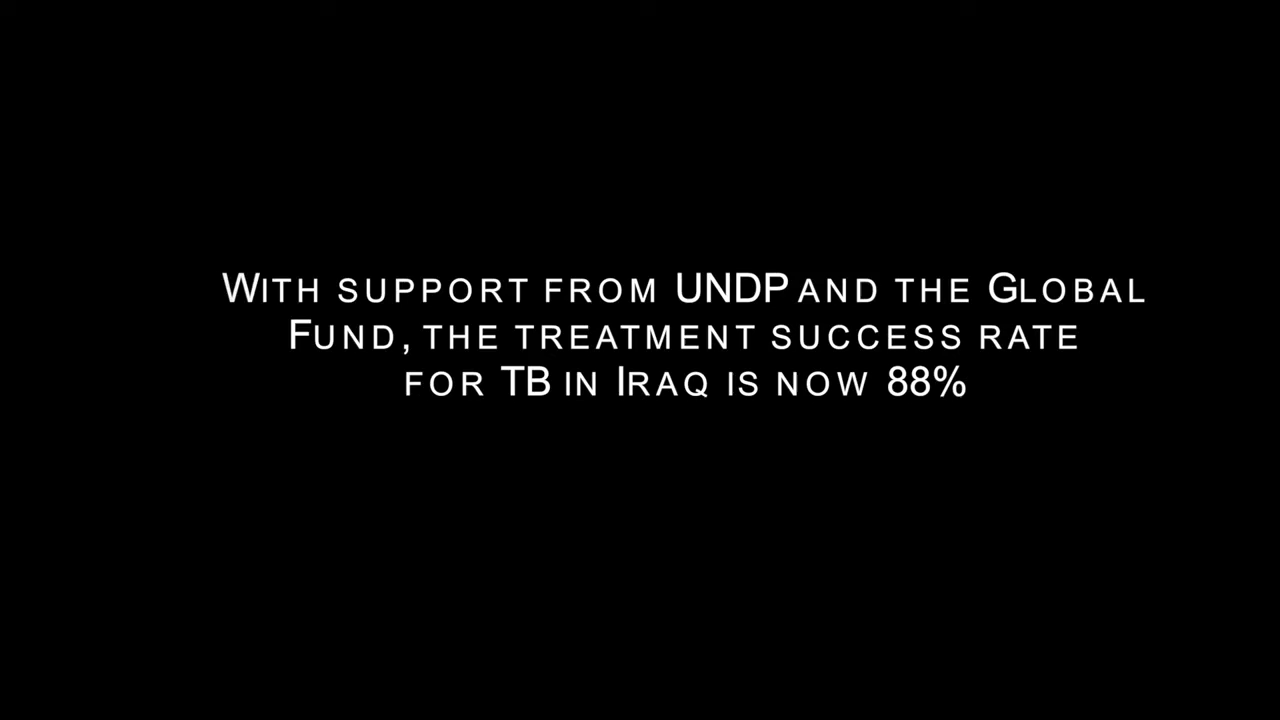 With support from UNDP and the Global
Fund, the treatment success rate
for TB in Iraq is now 88%